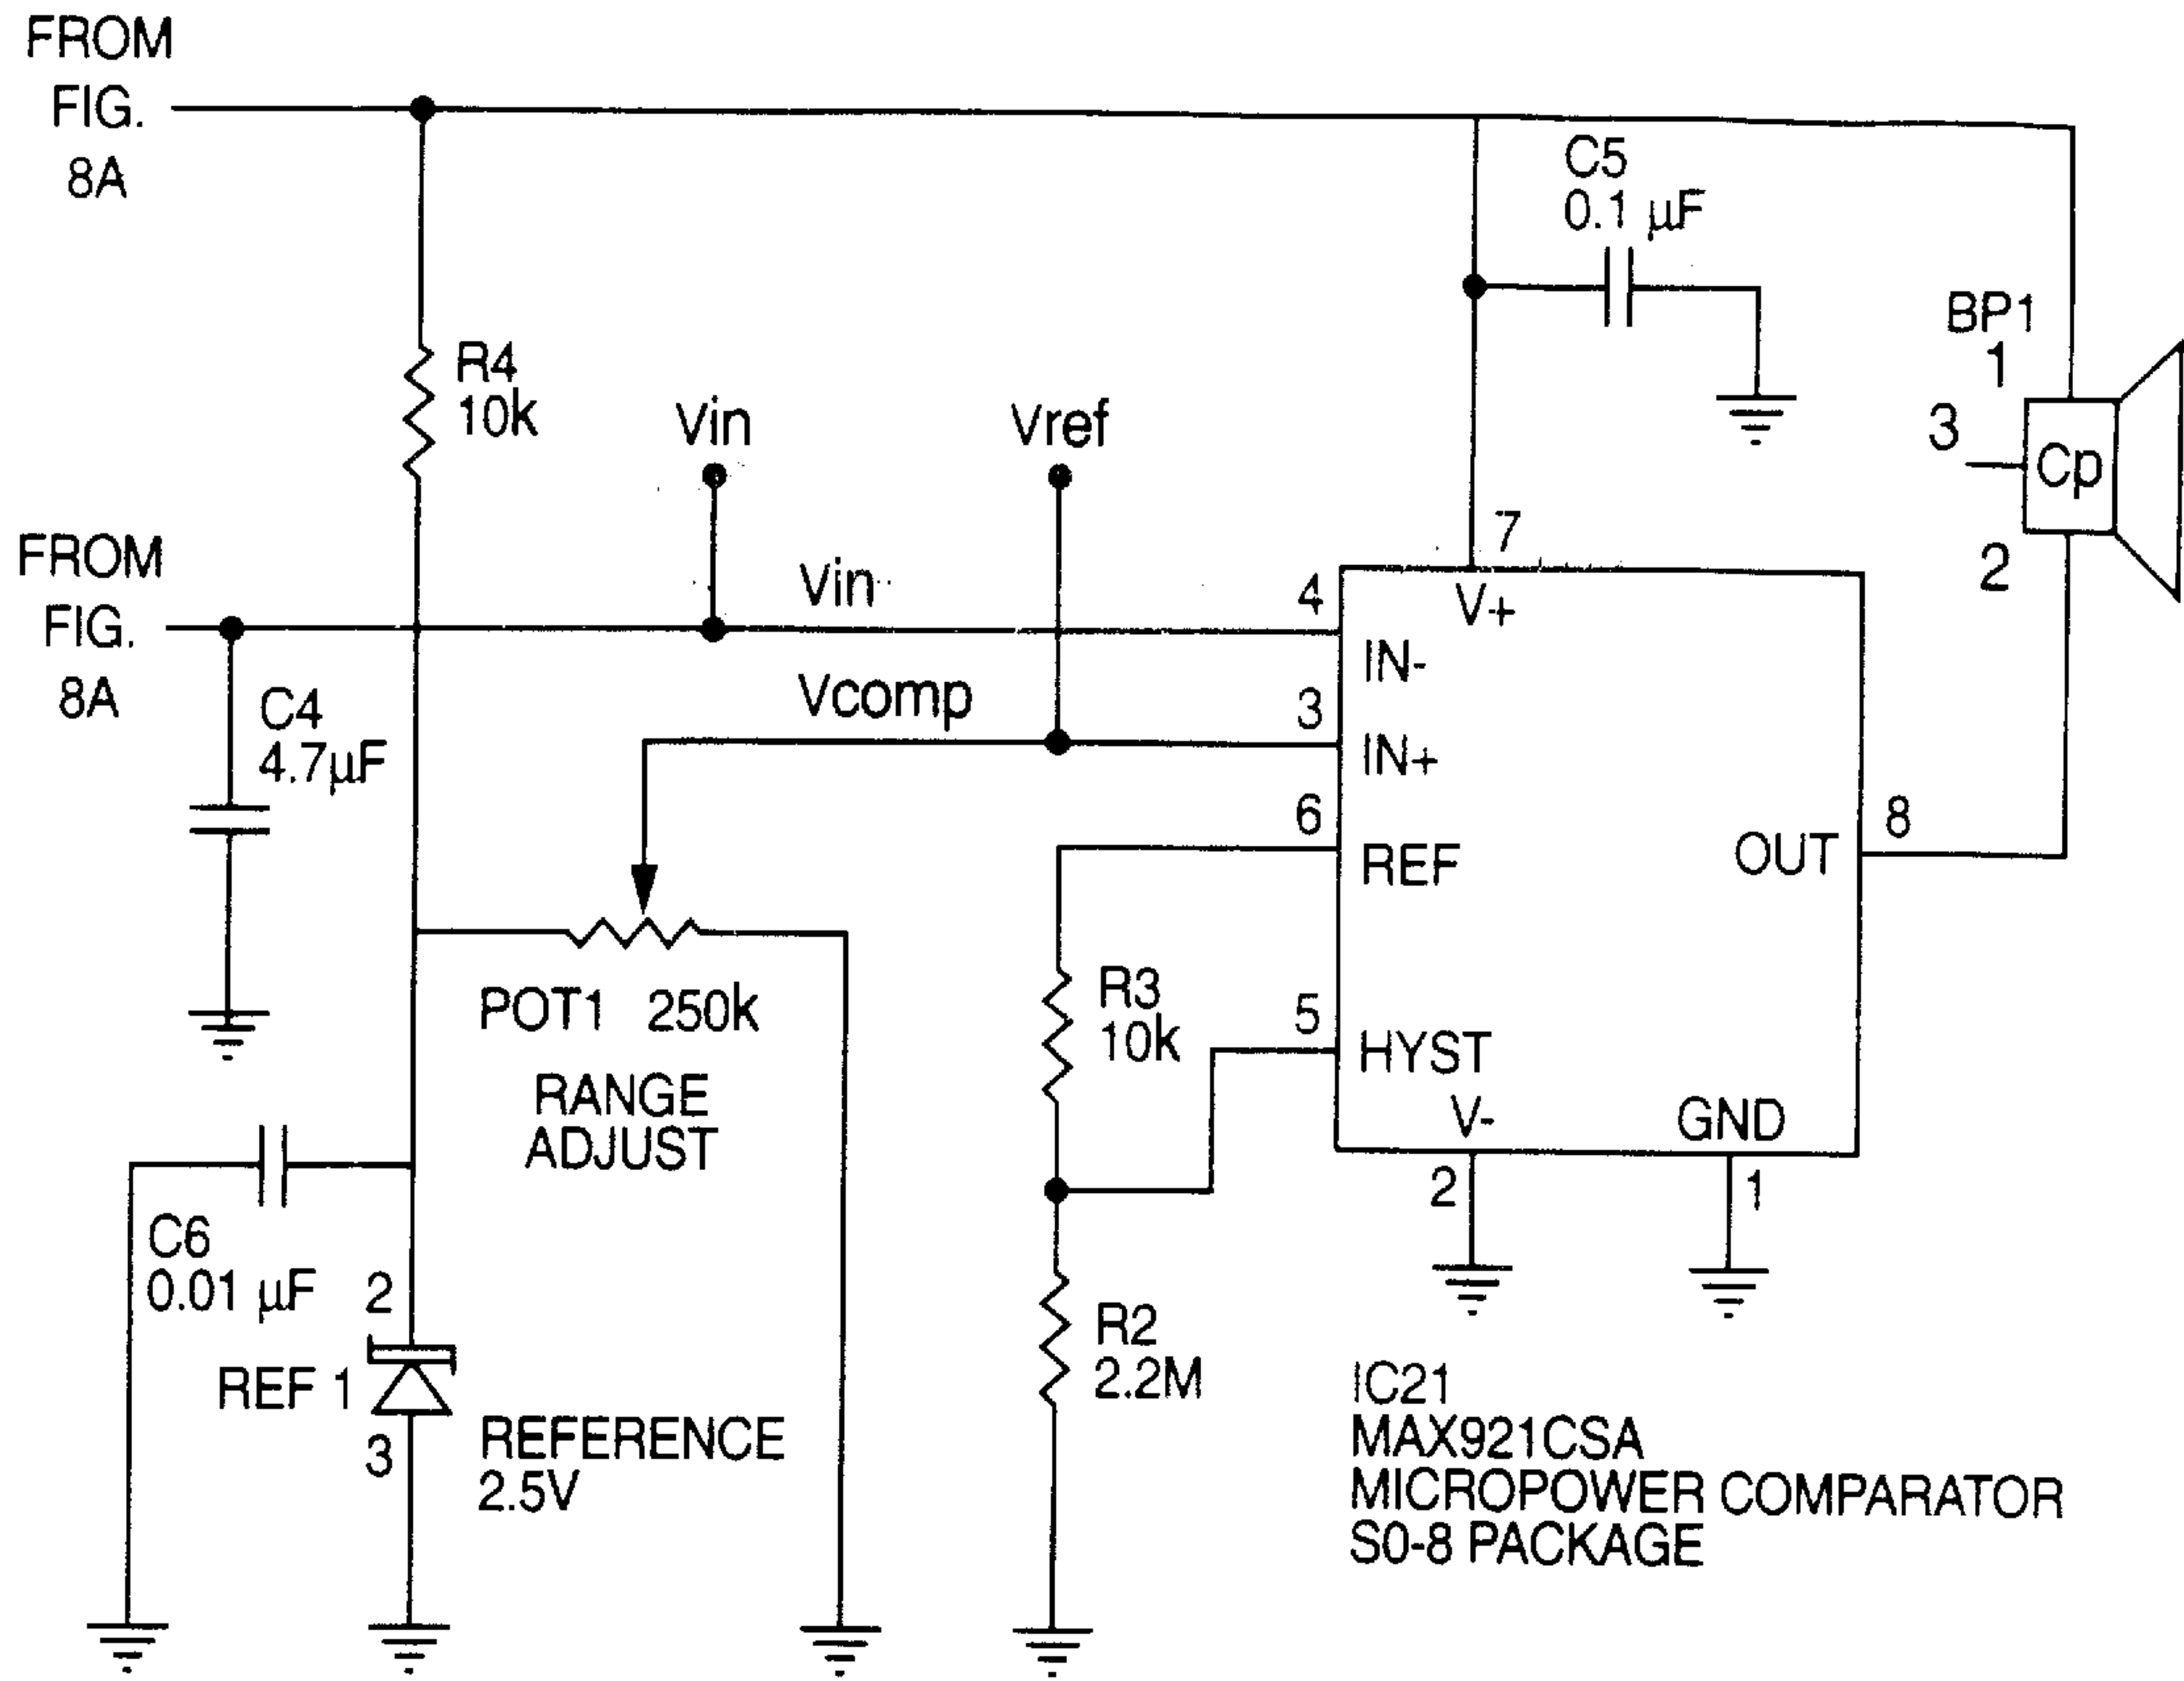 FROM
FIG.
8A
C5
0.1 µF
BP1
1
3
Cp
2
R4
10k
Vin
Vref
FROM
FIG.
8A
Vin
Vcomp
C4
4.7µF
7
V+
4
IN-
3
IN+
6
REF
OUT
8
5
HYST
V-
GND
2
1
POT1 250k
RANGE
ADJUST
R3
10k
C6
0.01 µF
2
REF 1
3
REFERENCE
2.5V
R2
2.2M
IC21
MAX921CSA
MICROPOWER COMPARATOR
S0-8 PACKAGE